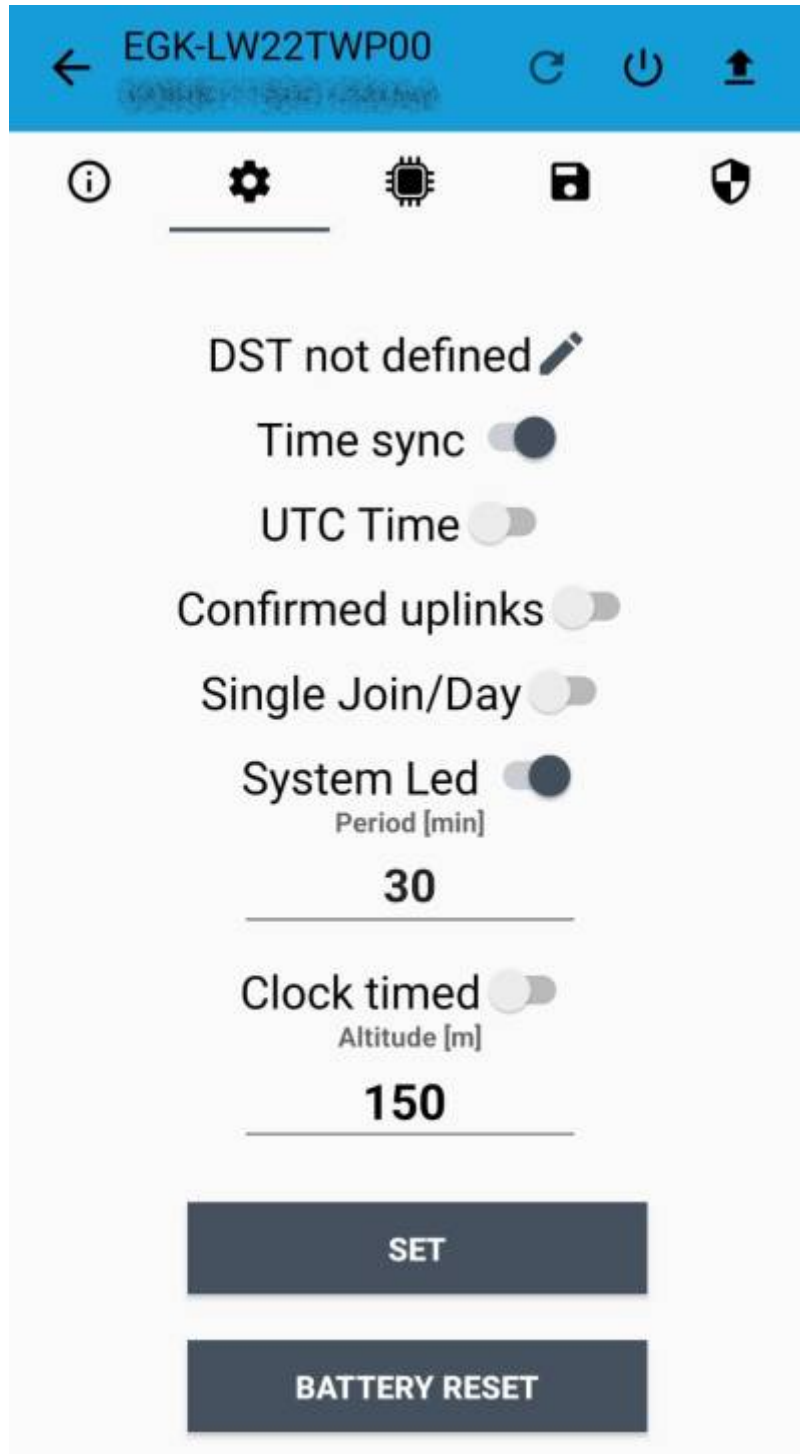 EGK-LW22TWP00
DST not defined
Time sync
UTC Time
Confirmed uplinks
Single Join/Day
System Led
Period [min]
30
Clock timed
Altitude [m]
150
SET
BATTERY RESET